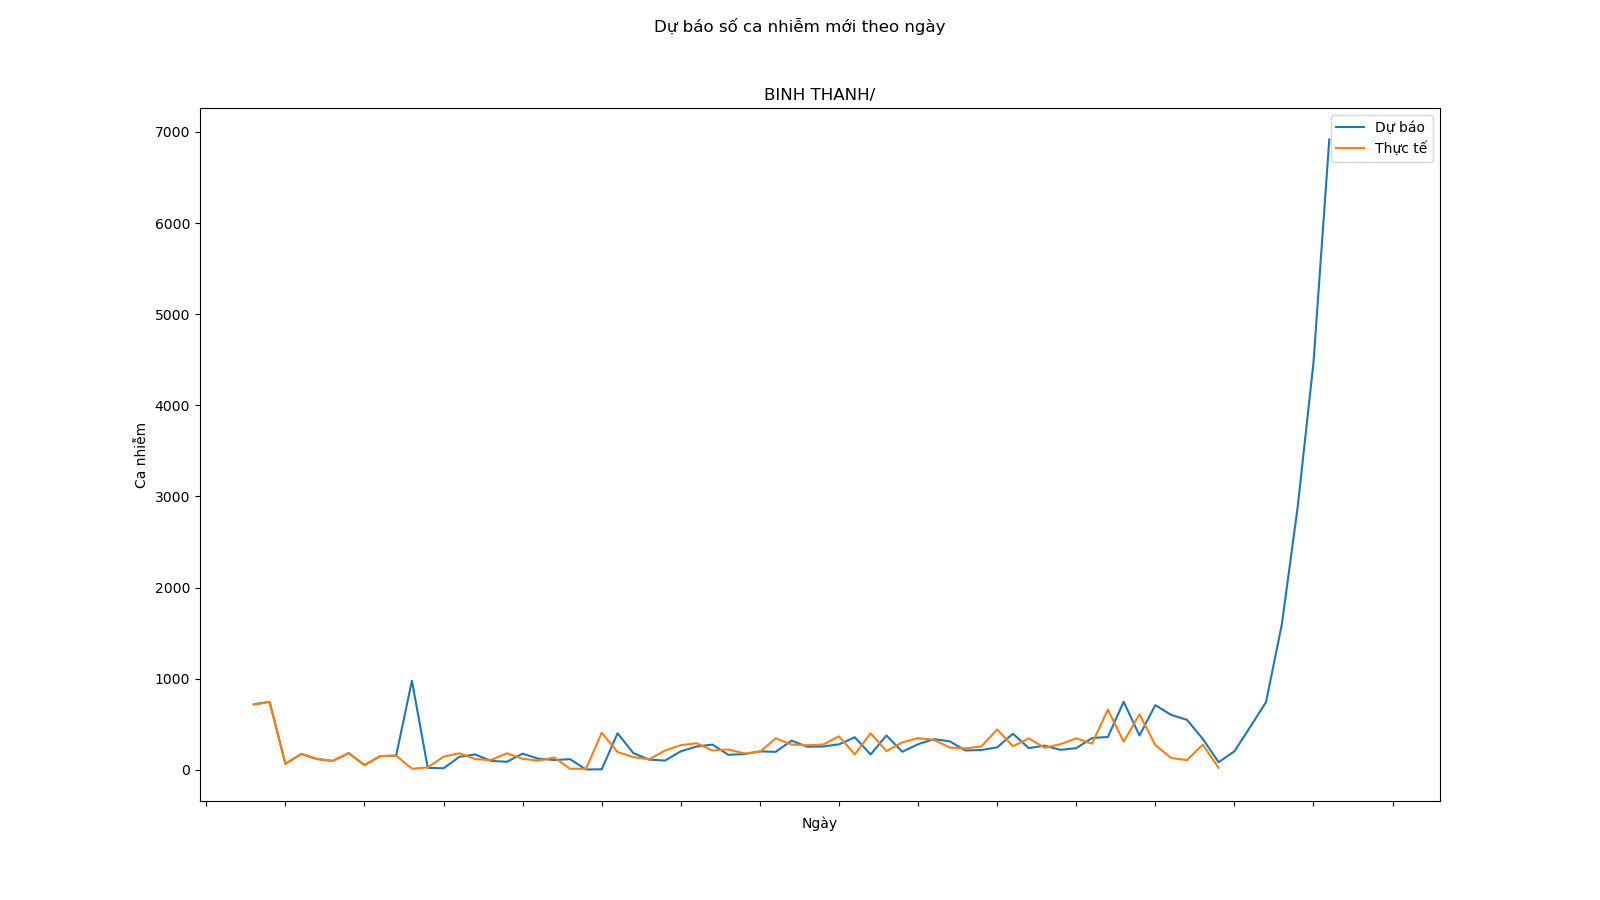 Dự báo số ca nhiễm mới theo ngày
BINH THANH/
7000
6000
5000
4000
3000
2000
1000
0
Ca nhiễm
Dự báo
Thực tế
Ngày